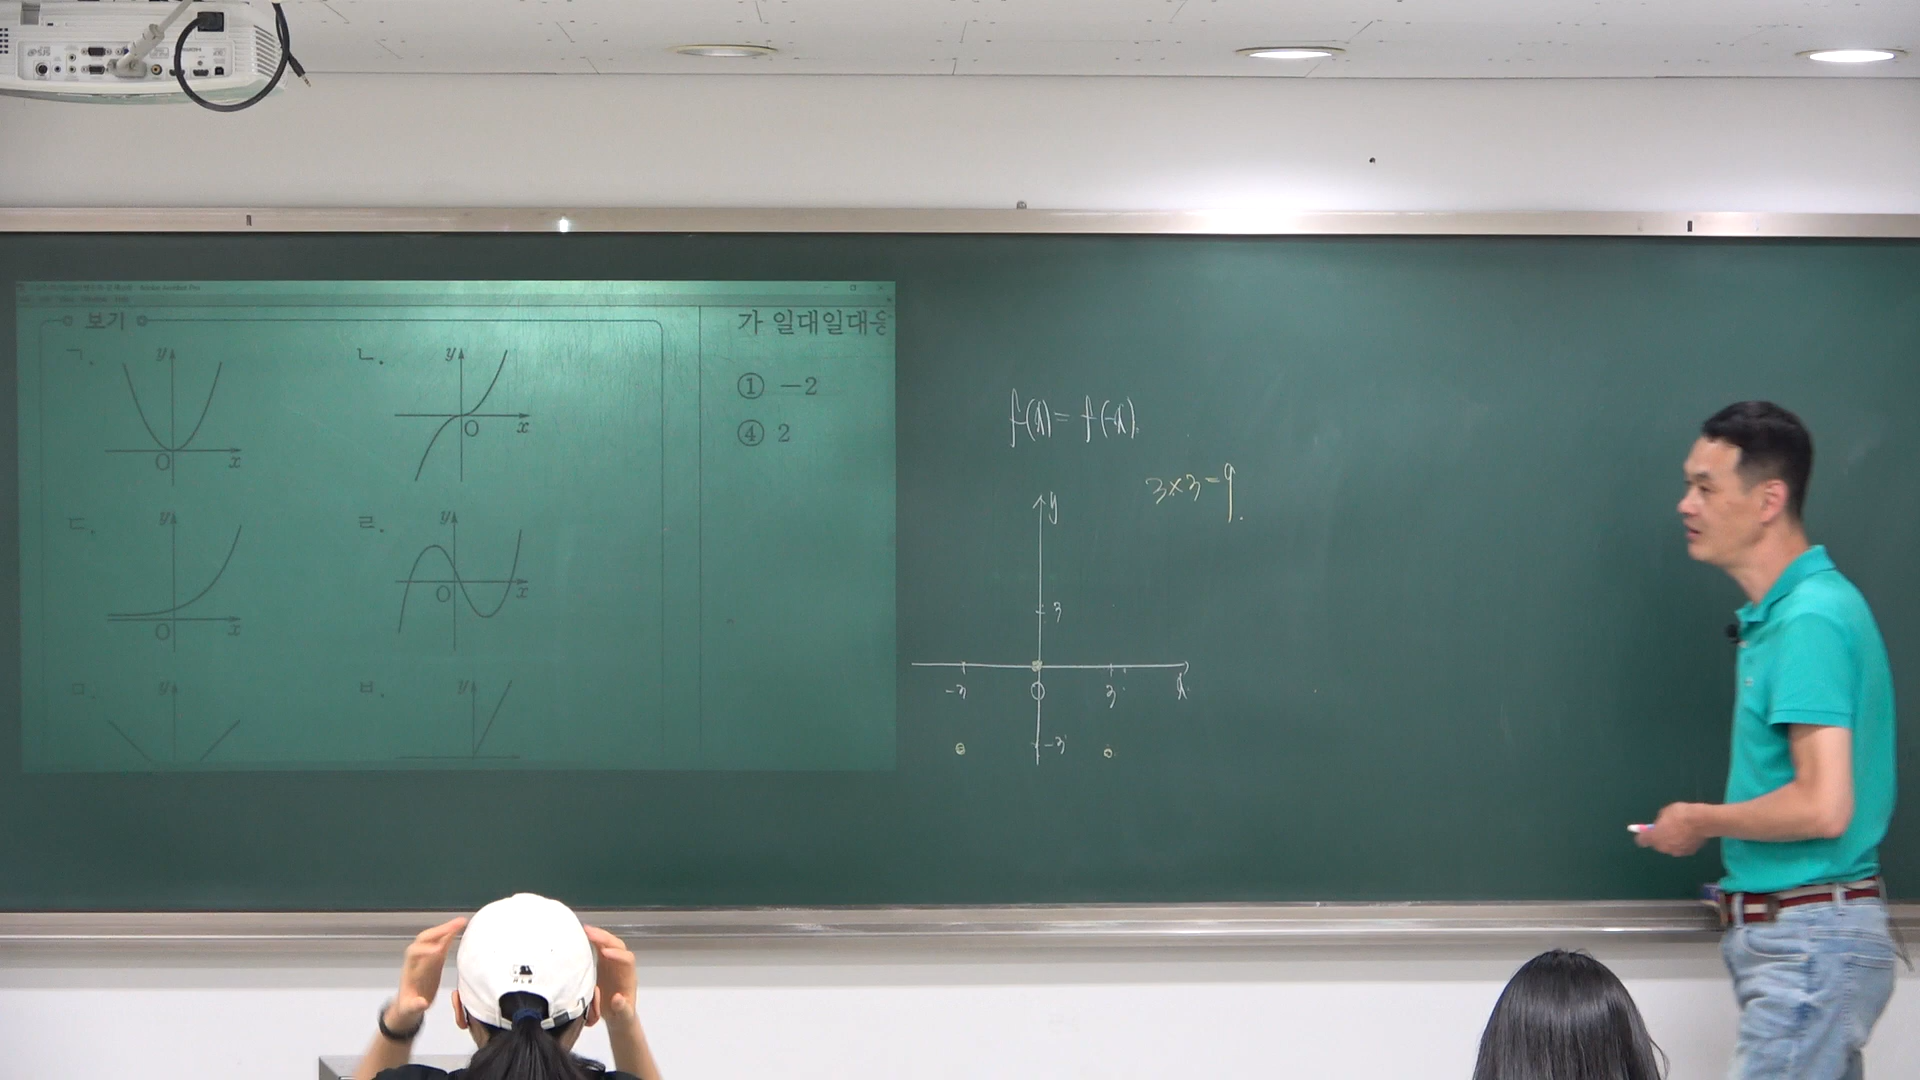 보기
가 일대일대응
ㄱ.
y
O
x
ㄴ.
y
O
x
① －2
④ 2
ㄷ.
y
O
x
ㄹ.
y
O
x
ㅁ.
y
ㅂ.
y
f(x) = f(-x).
3×3=9.
y
3
-3
O
3
x
-3